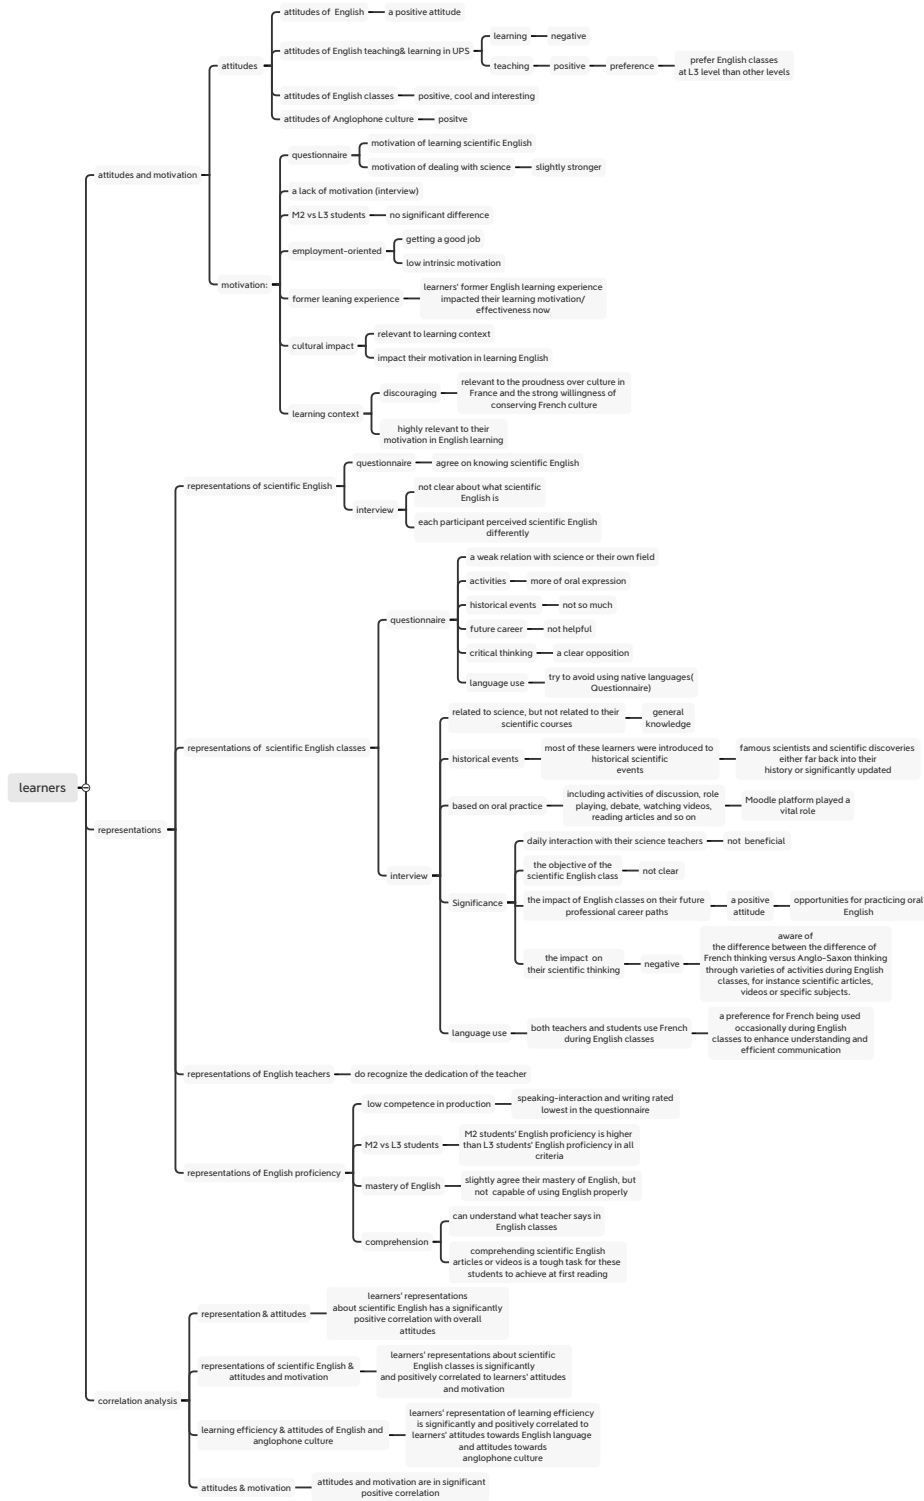 attitudes of English
a positive attitude
attitudes of English teaching& learning in UPS
learning
negative
teaching
positive
preference
prefer English classes
at L3 level than other levels
attitudes
attitudes of English classes
positive, cool and interesting
attitudes of Anglophone culture
positve
attitudes and motivation
questionnaire
motivation of learning scientific English
motivation of dealing with science
slightly stronger
a lack of motivation (interview)
M2 vs L3 students
no significant difference
employment-oriented
getting a good job
low intrinsic motivation
motivation:
former leaning experience
learners' former English learning experience
impacted their learning motivation/
effectiveness now
cultural impact
relevant to learning context
impact their motivation in learning English
learning context
discouraging
relevant to the proudness over culture in
France and the strong willingness of
conserving French culture
highly relevant to their
motivation in English learning
representations of scientific English
questionnaire
agree on knowing scientific English
interview
not clear about what scientific
English is
each participant perceived scientific English
differently
questionnaire
a weak relation with science or their own field
activities
more of oral expression
historical events
not so much
future career
not helpful
critical thinking
a clear opposition
language use
try to avoid using native languages(
Questionnaire)
representations of scientific English classes
related to science, but not related to their
scientific courses
general
knowledge
historical events
most of these learners were introduced to
historical scientific
events
famous scientists and scientific discoveries
either far back into their
history or significantly updated
learners
representations
based on oral practice
including activities of discussion, role
playing, debate, watching videos,
reading articles and so on
Moodle platform played a
vital role
interview
Significance
daily interaction with their science teachers
not beneficial
the objective of the
scientific English class
not clear
the impact of English classes on their future
professional career paths
a positive
attitude
opportunities for practicing oral
English
the impact on
their scientific thinking
negative
aware of
the difference between the difference of
French thinking versus Anglo-Saxon thinking
through varieties of activities during English
classes, for instance scientific articles,
videos or specific subjects.
language use
both teachers and students use French
during English classes
a preference for French being used
occasionally during English
classes to enhance understanding and
efficient communication
representations of English teachers
do recognize the dedication of the teacher
representations of English proficiency
low competence in production
speaking-interaction and writing rated
lowest in the questionnaire
M2 vs L3 students
M2 students' English proficiency is higher
than L3 students' English proficiency in all
criteria
mastery of English
slightly agree their mastery of English, but
not capable of using English properly
comprehension
can understand what teacher says in
English classes
comprehending scientific English
articles or videos is a tough task for these
students to achieve at first reading
correlation analysis
representation & attitudes
learners' representations
about scientific English has a significantly
positive correlation with overall
attitudes
representations of scientific English &
attitudes and motivation
learners' representations about scientific
English classes is significantly
and positively correlated to learners' attitudes
and motivation
learning efficiency & attitudes of English and
anglophone culture
learners' representation of learning efficiency
is significantly and positively correlated to
learners' attitudes towards English language
and attitudes towards
anglophone culture
attitudes & motivation
attitudes and motivation are in significant
positive correlation